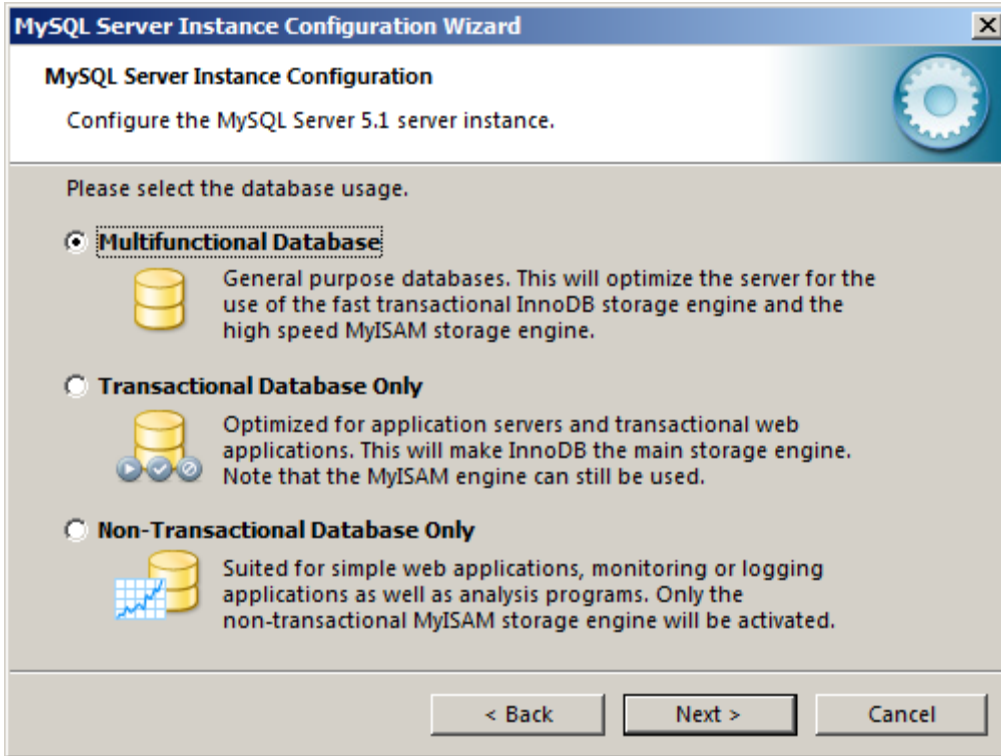 MySQL Server Instance Configuration Wizard
MySQL Server Instance Configuration
Configure the MySQL Server 5.1 server instance.
Please select the database usage.
Multifunctional Database
General purpose databases. This will optimize the server for the
use of the fast transactional InnoDB storage engine and the
high speed MyISAM storage engine.
Transactional Database Only
Optimized for application servers and transactional web
applications. This will make InnoDB the main storage engine.
Note that the MyISAM engine can still be used.
Non-Transactional Database Only
Suited for simple web applications, monitoring or logging
applications as well as analysis programs. Only the
non-transactional MyISAM storage engine will be activated.
< Back Next > Cancel